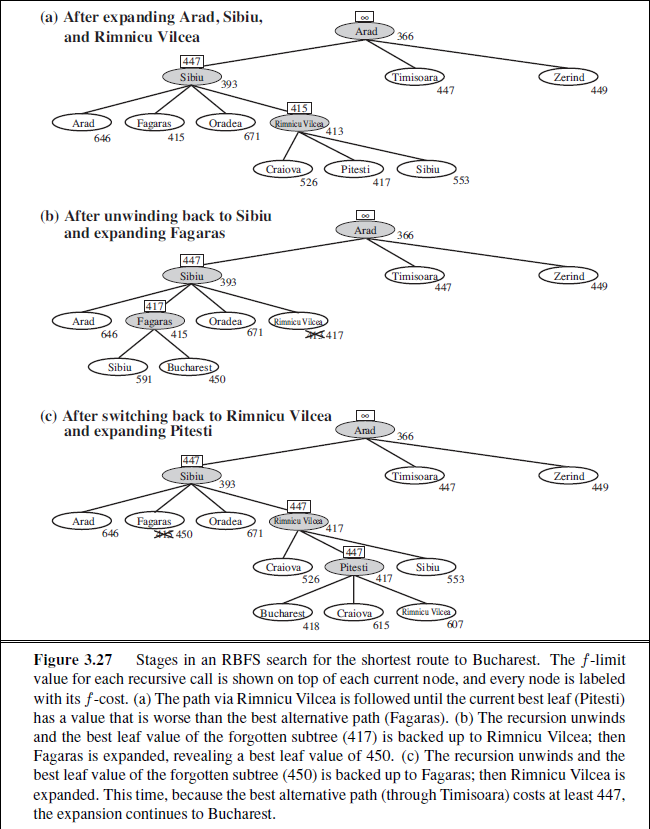 (a) After expanding Arad, Sibiu,
and Rimnicu Vilcea
∞
Arad
366
447
Sibiu
393
Timisoara
447
Zerind
449
Arad
646
Fagaras
415
Oradea
671
415
Rimnicu Vilcea
413
Craiova
526
Pitesti
417
Sibiu
553
(b) After unwinding back to Sibiu
and expanding Fagaras
∞
Arad
366
447
Sibiu
393
Timisoara
447
Zerind
449
Arad
646
417
Fagaras
415
Oradea
671
Rimnicu Vilcea
413 417
Sibiu
591
Bucharest
450
(c) After switching back to Rimnicu Vilcea
and expanding Pitesti
∞
Arad
366
447
Sibiu
393
Timisoara
447
Zerind
449
Arad
646
Fagaras
415 450
Oradea
671
447
Rimnicu Vilcea
417
Craiova
526
447
Pitesti
417
Sibiu
553
Bucharest
418
Craiova
615
Rimnicu Vilcea
607
Figure 3.27 Stages in an RBFS search for the shortest route to Bucharest. The f-limit
value for each recursive call is shown on top of each current node, and every node is labeled
with its f-cost. (a) The path via Rimnicu Vilcea is followed until the current best leaf (Pitesti)
has a value that is worse than the best alternative path (Fagaras). (b) The recursion unwinds
and the best leaf value of the forgotten subtree (417) is backed up to Rimnicu Vilcea; then
Fagaras is expanded, revealing a best leaf value of 450. (c) The recursion unwinds and the
best leaf value of the forgotten subtree (450) is backed up to Fagaras; then Rimnicu Vilcea is
expanded. This time, because the best alternative path (through Timisoara) costs at least 447,
the expansion continues to Bucharest.